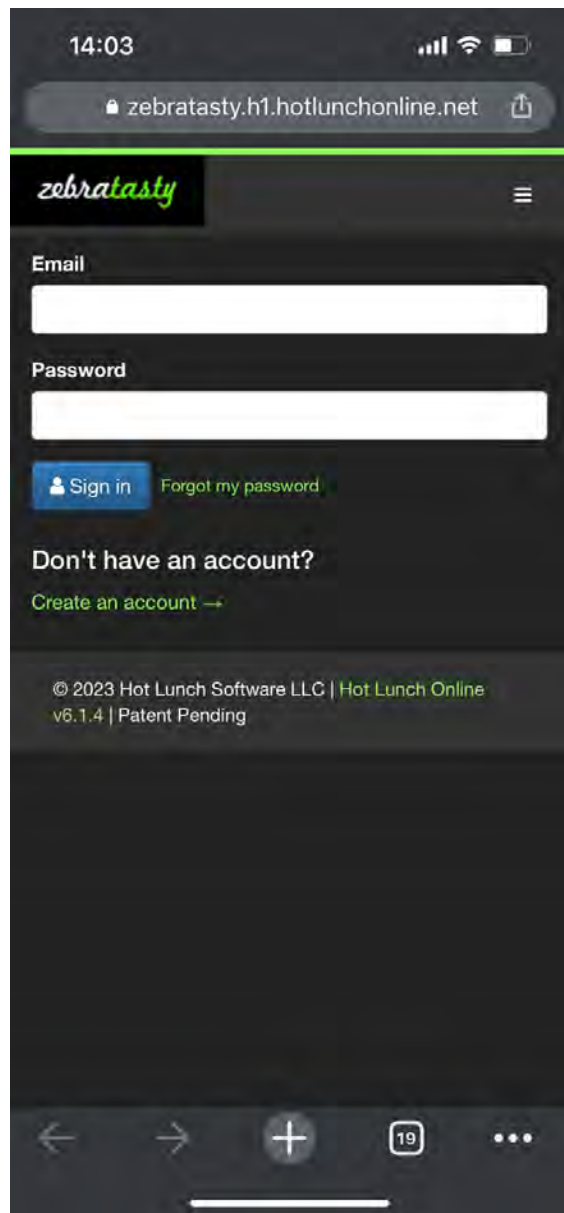 14:03
zebratasty.h1.hotlunchonline.net
zebratasty
Email
Password
Sign in Forgot my password
Don't have an account?
Create an account →
© 2023 Hot Lunch Software LLC | Hot Lunch Online
v6.1.4 | Patent Pending
19